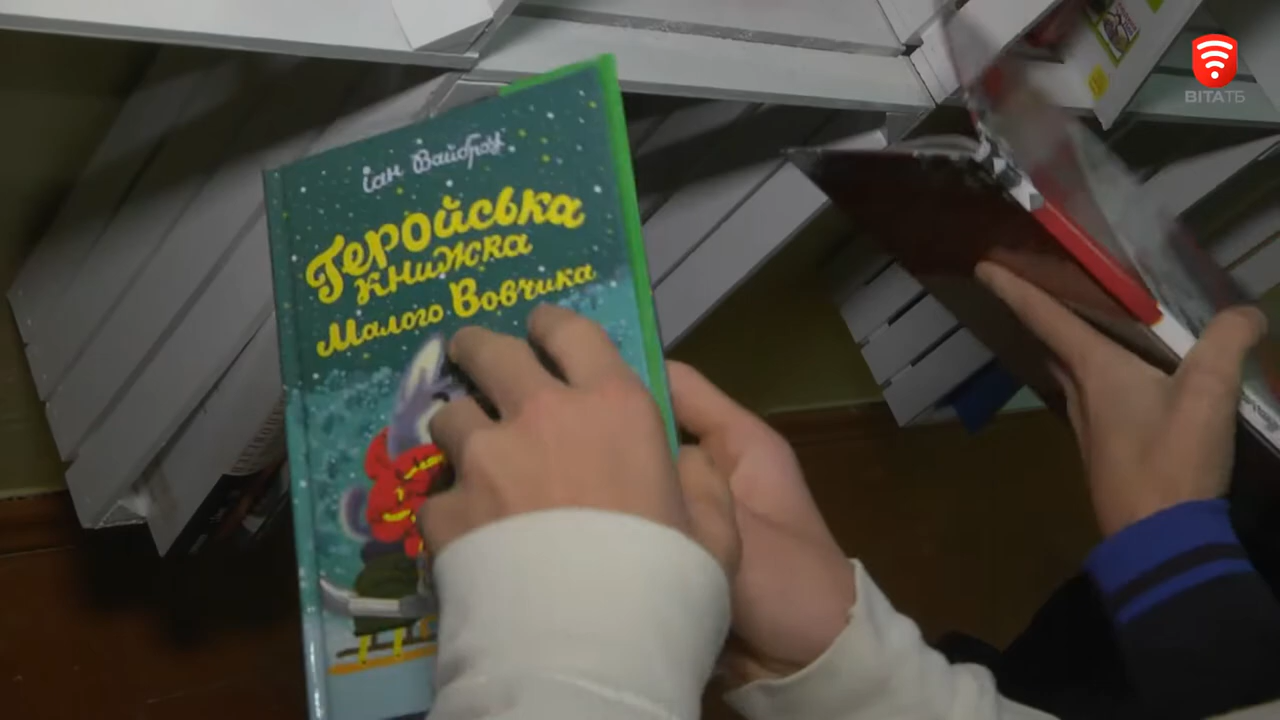 Іан Вайброу
Геройська
книжка
Малого Вовчика
ВІТАТБ